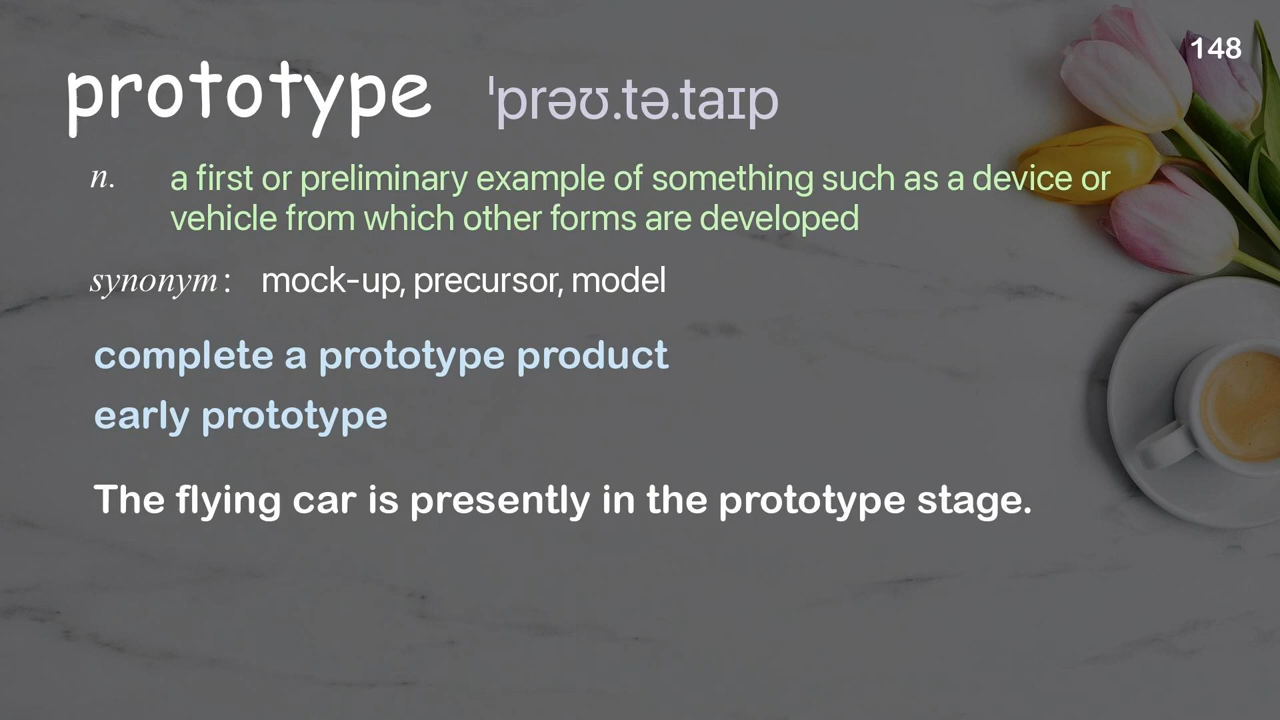 148
prototype ˈprəʊ.tə.taɪp
n. a first or preliminary example of something such as a device or
vehicle from which other forms are developed
synonym: mock-up, precursor, model
complete a prototype product
early prototype
The flying car is presently in the prototype stage.